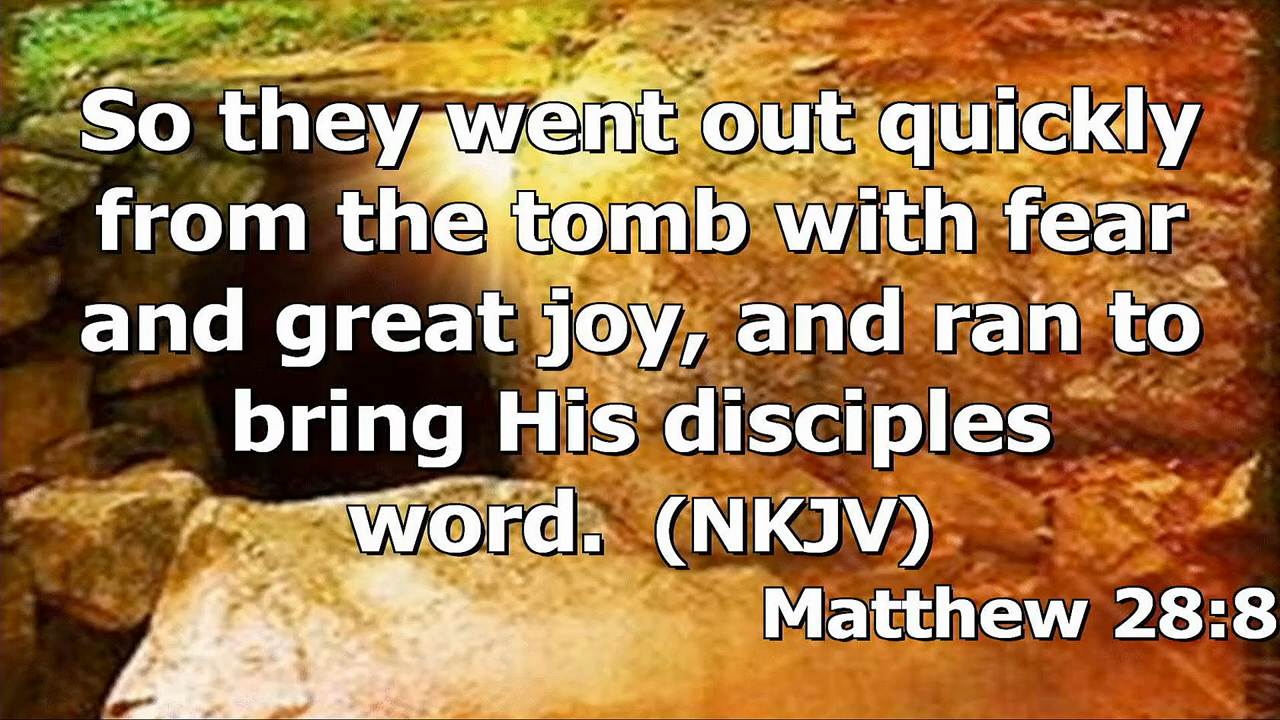 So they went out quickly
from the tomb with fear
and great joy, and ran to
bring His disciples
word.  (NKJV)
Matthew 28:8